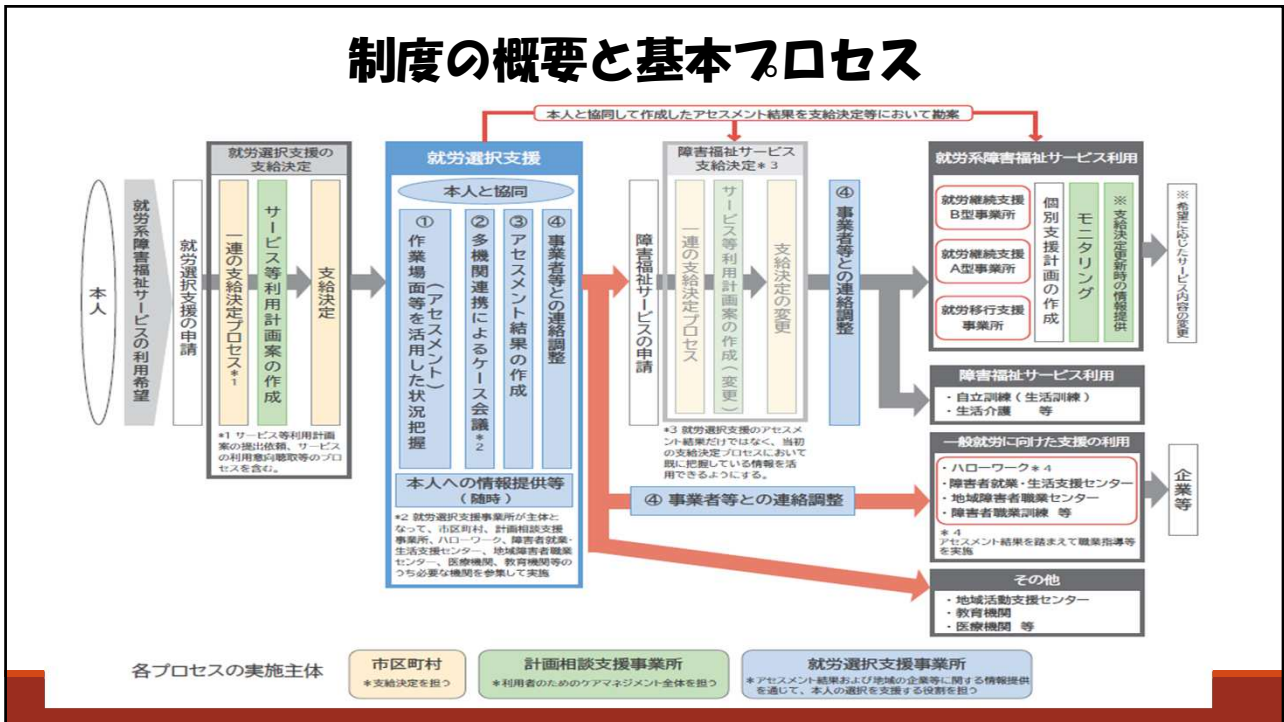 制度の概要と基本プロセス
本人と協同して作成したアセスメント結果を支給決定等において勘案
本人
就労系障害福祉サービスの利用希望
就労選択支援の申請
就労選択支援の
支給決定
一連の支給決定プロセス*1
サービス等利用計画案の作成
支給決定
*1 サービス等利用計画
案の提出依頼、サービス
の利用意向聴取等のプロ
セスを含む。
就労選択支援
本人と協同
①作業場面等を活用した状況把握
(アセスメント)
②多機関連携によるケース会議*2
③アセスメント結果の作成
④事業者等との連絡調整
本人への情報提供等
(随時)
*2 就労選択支援事業所が主体と
なって、市区町村、計画相談支援
事業所、ハローワーク、障害者就業・
生活支援センター、地域障害者職業
センター、医療機関、教育機関等の
うち必要な機関を参集して実施
障害福祉サービスの申請
障害福祉サービス
支給決定*3
一連の支給決定プロセス
サービス等利用計画案の作成(変更)
支給決定の変更
*3 就労選択支援のアセスメ
ント結果だけではなく、当初
の支給決定プロセスにおいて
既に把握している情報を活
用できるようにする。
④事業者等との連絡調整
④ 事業者等との連絡調整
就労系障害福祉サービス利用
就労継続支援
B型事業所
就労継続支援
A型事業所
就労移行支援
事業所
個別支援計画の作成
モニタリング
※支給決定更新時の情報提供
※希望に応じたサービス内容の変更
障害福祉サービス利用
・自立訓練(生活訓練)
・生活介護 等
一般就労に向けた支援の利用
・ハローワーク*4
・障害者就業・生活支援センター
・地域障害者職業センター
・障害者職業訓練 等
*4
アセスメント結果を踏まえて職業指導等
を実施
企業等
その他
・地域活動支援センター
・教育機関
・医療機関 等
各プロセスの実施主体
市区町村
*支給決定を担う
計画相談支援事業所
*利用者のためのケアマネジメント全体を担う
就労選択支援事業所
*アセスメント結果および地域の企業等に関する情報提供
を通じて、本人の選択を支援する役割を担う